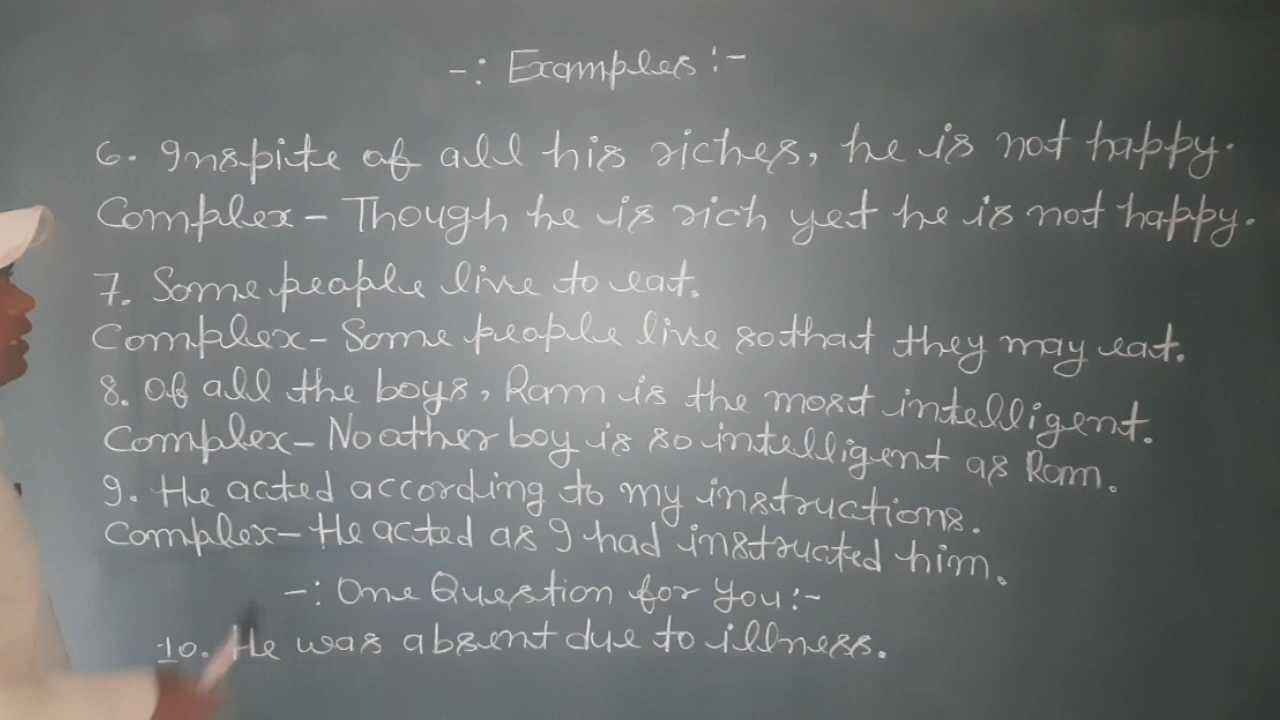 -: Examples :-
6. Inspite of all his riches, he is not happy.
Complex - Though he is rich yet he is not happy.
7. Some people live to eat.
Complex - Some people live so that they may eat.
8. Of all the boys, Ram is the most intelligent.
Complex - No other boy is so intelligent as Ram.
9. He acted according to my instructions.
Complex - He acted as I had instructed him.
-: One Question for You :-
10. He was absent due to illness.